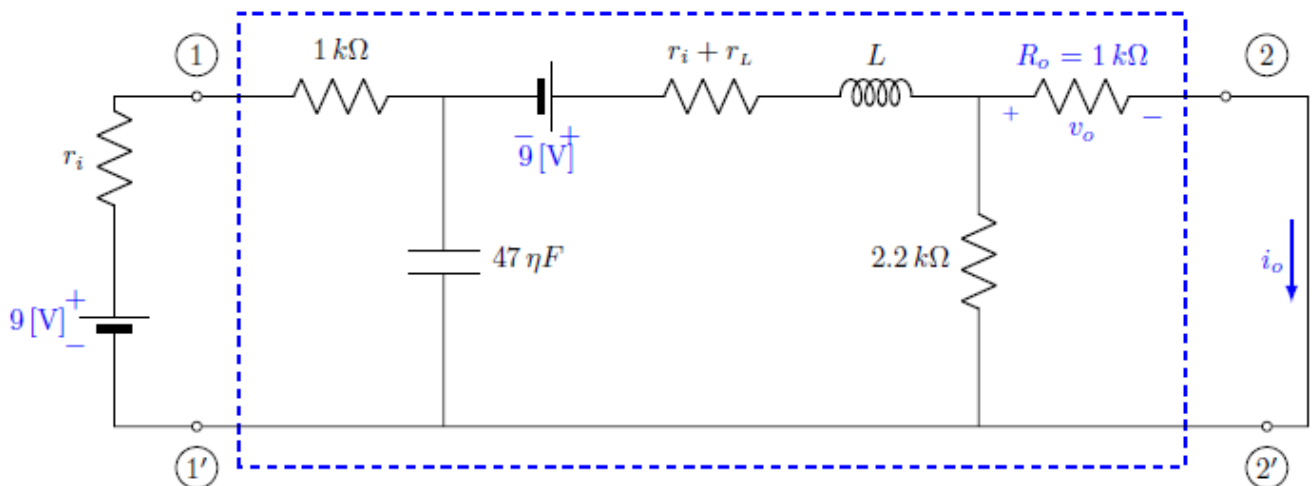 1
1 kΩ
r_i + r_L
L
R_o = 1 kΩ
2
+
v_o
−
− +
9 [V]
r_i
47 ηF
2.2 kΩ
i_o
+
9 [V]
−
1'
2'